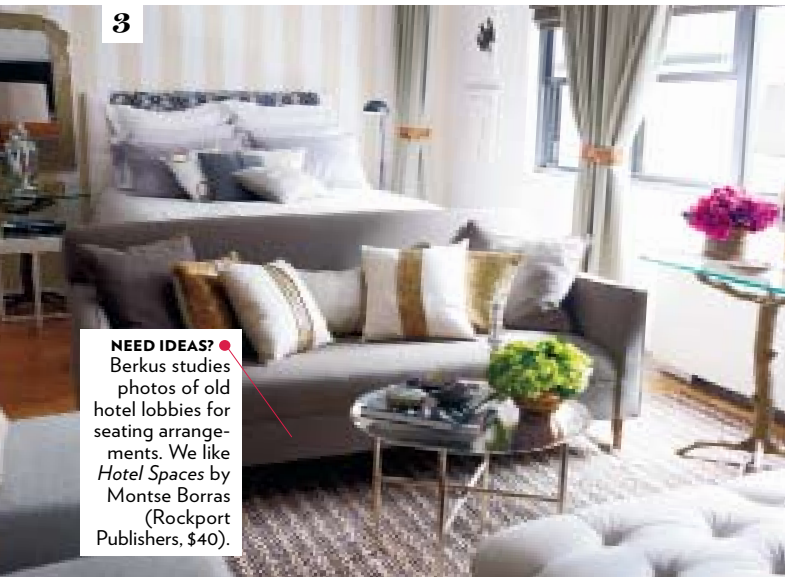 3
NEED IDEAS?
Berkus studies
photos of old
hotel lobbies for
seating arrange-
ments. We like
Hotel Spaces by
Montse Borras
(Rockport
Publishers, $40).